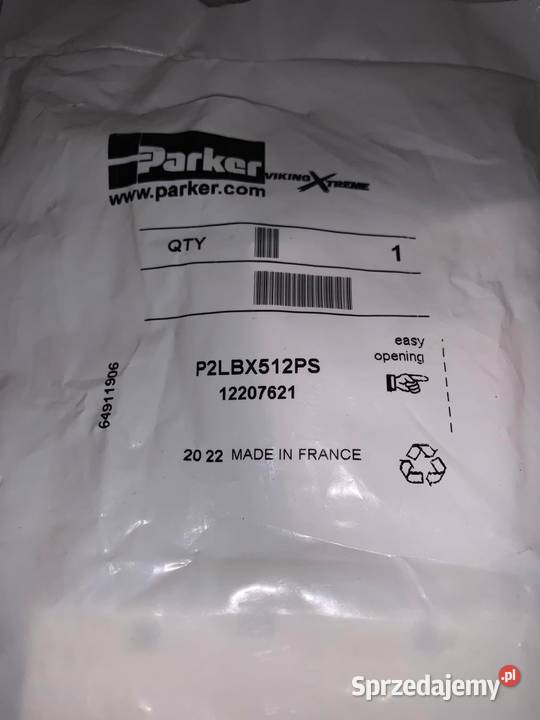 Parker
VIKING XTREME
www.parker.com
QTY 1
easy
opening
P2LBX512PS
12207621
64911906
20 22 MADE IN FRANCE
Sprzedajemy.pl